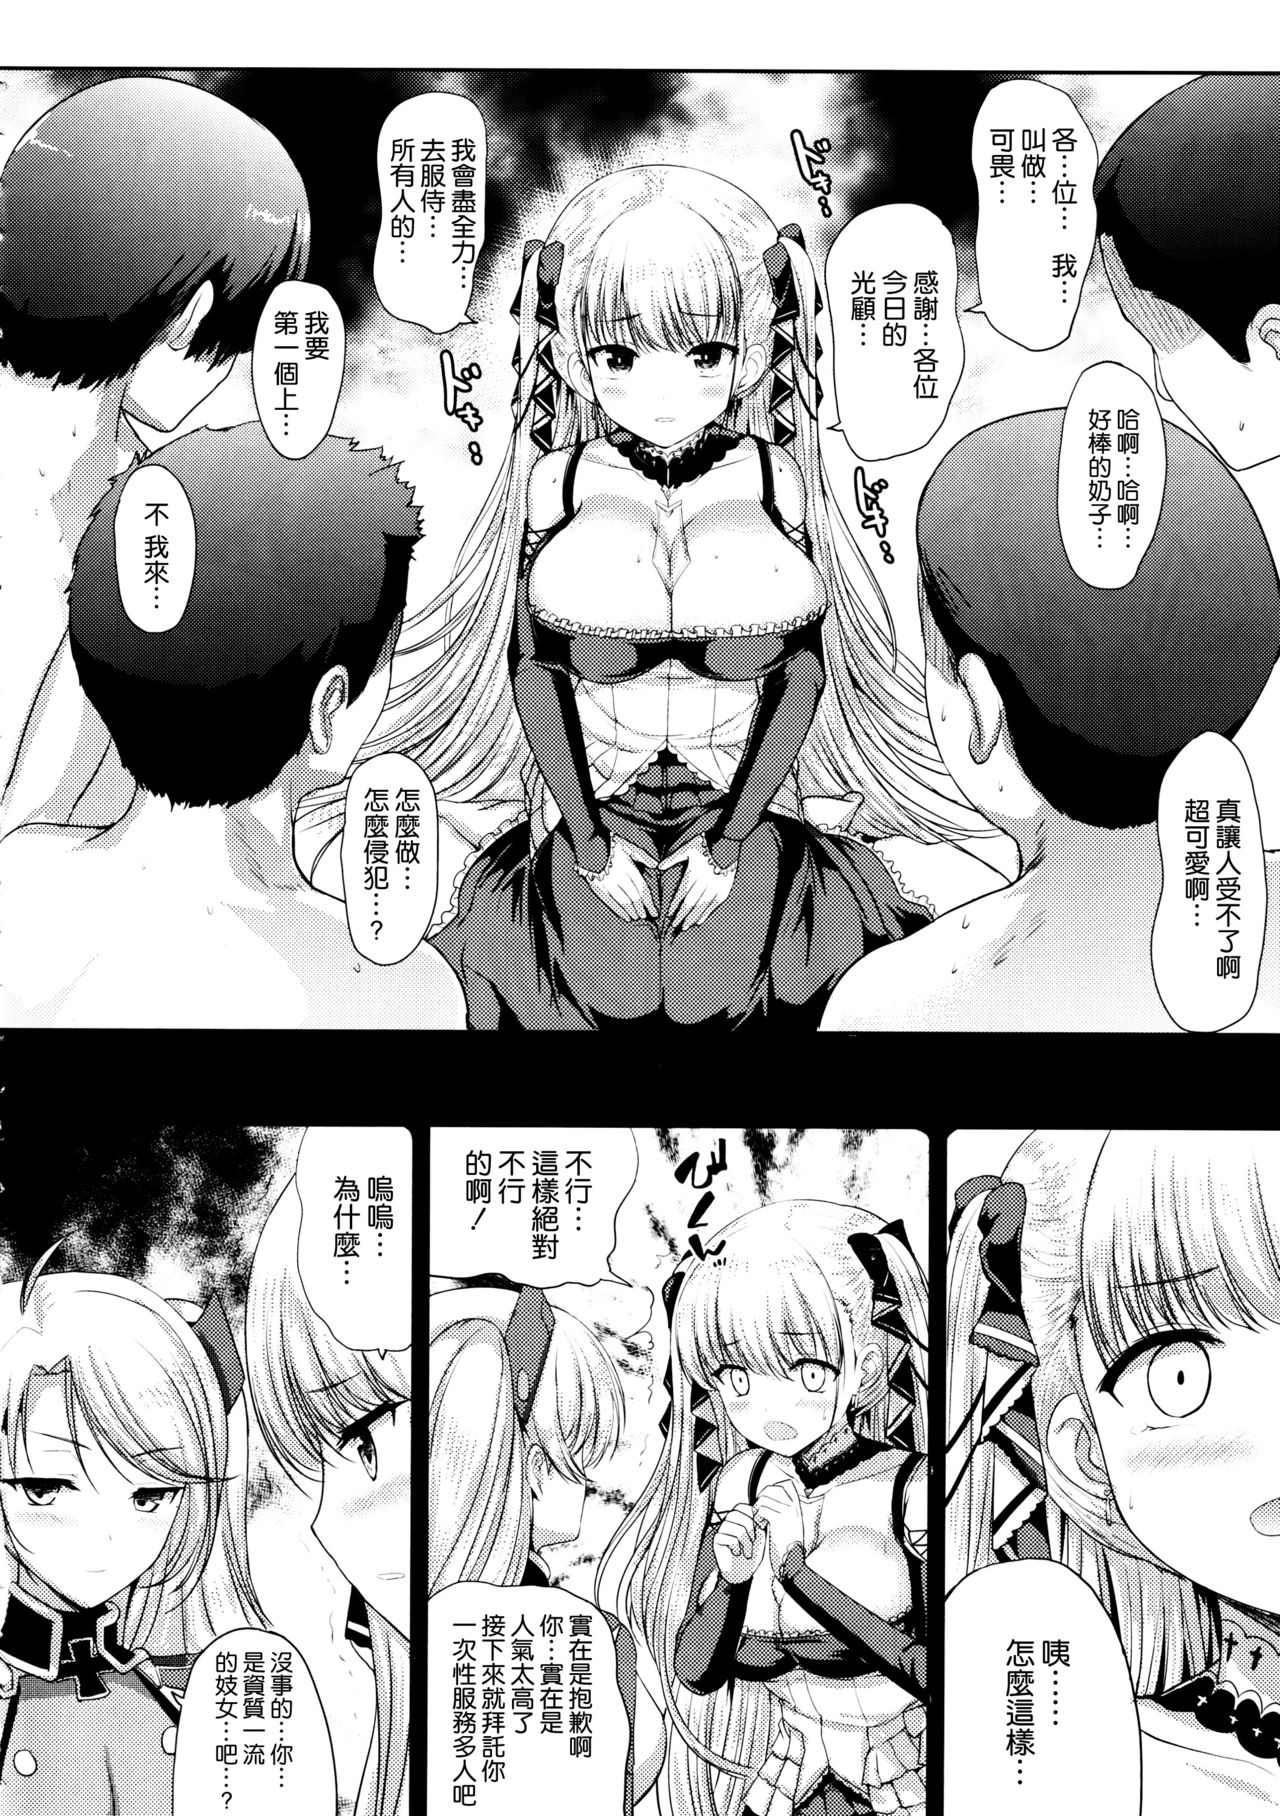 各…位…我…
叫做…
可畏…
感謝…各位
今日的
光顧…
我會盡全力…
去服侍…
所有人的…
哈啊…哈啊…
好棒的奶子…
我要
第一個上…
不 我來…
真讓人受不了啊
超可愛啊…
怎麼做…
怎麼侵犯…?
ドキ…
ドキ…
ドキ…
咦……
怎麼這樣…
不行…
這樣絕對
不行
的啊!
實在是抱歉啊
你…實在是
人氣太高了
接下來就拜託你
一次性服務多人吧
嗚嗚…
為什麼…
沒事的…你…
是資質一流
的妓女…吧…?